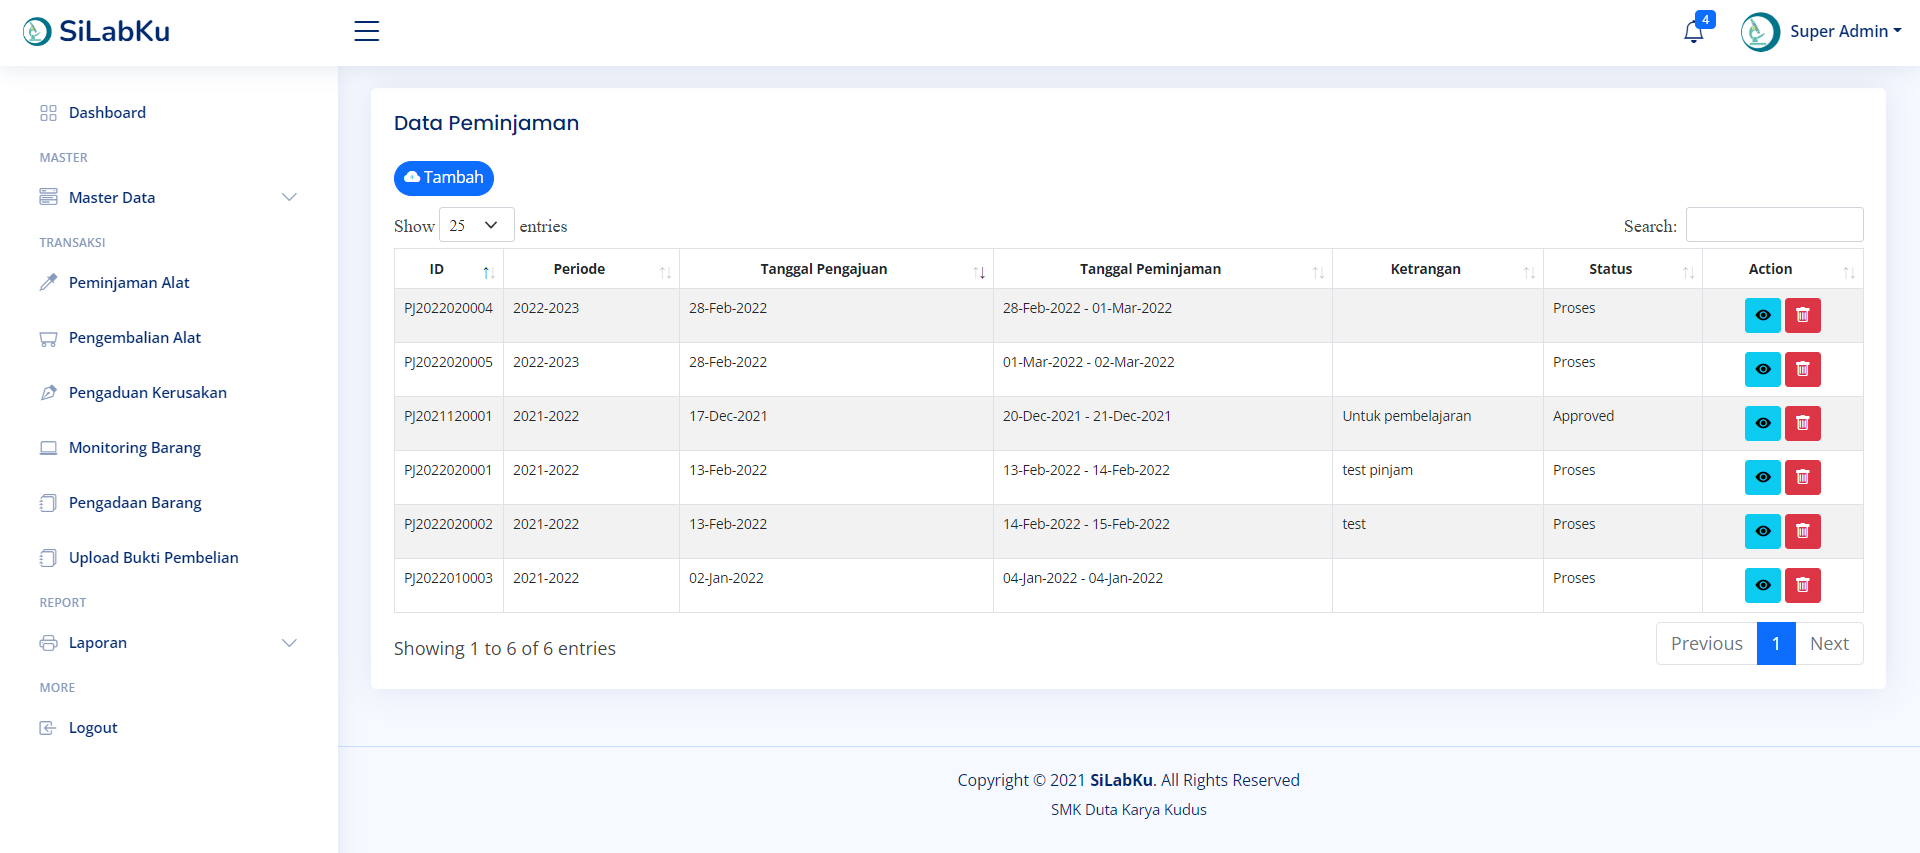 SiLabKu
4
Super Admin
Dashboard
MASTER
Master Data
TRANSAKSI
Peminjaman Alat
Pengembalian Alat
Pengaduan Kerusakan
Monitoring Barang
Pengadaan Barang
Upload Bukti Pembelian
REPORT
Laporan
MORE
Logout
Data Peminjaman
Tambah
Show 25 entries
Search:
ID Periode Tanggal Pengajuan Tanggal Peminjaman Ketrangan Status Action
PJ2022020004 2022-2023 28-Feb-2022 28-Feb-2022 - 01-Mar-2022 Proses
PJ2022020005 2022-2023 28-Feb-2022 01-Mar-2022 - 02-Mar-2022 Proses
PJ2021120001 2021-2022 17-Dec-2021 20-Dec-2021 - 21-Dec-2021 Untuk pembelajaran Approved
PJ2022020001 2021-2022 13-Feb-2022 13-Feb-2022 - 14-Feb-2022 test pinjam Proses
PJ2022020002 2021-2022 13-Feb-2022 14-Feb-2022 - 15-Feb-2022 test Proses
PJ2022010003 2021-2022 02-Jan-2022 04-Jan-2022 - 04-Jan-2022 Proses
Showing 1 to 6 of 6 entries
Previous 1 Next
Copyright © 2021 SiLabKu. All Rights Reserved
SMK Duta Karya Kudus